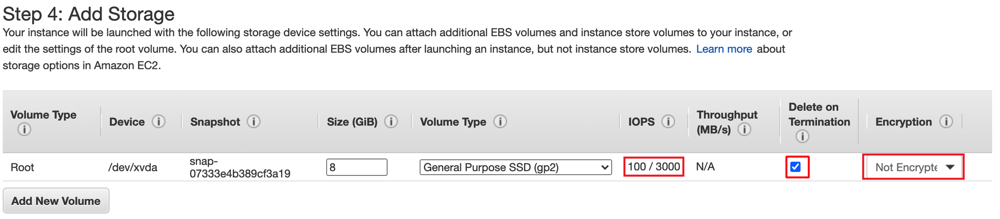 Step 4: Add Storage
Your instance will be launched with the following storage device settings. You can attach additional EBS volumes and instance store volumes to your instance, or
edit the settings of the root volume. You can also attach additional EBS volumes after launching an instance, but not instance store volumes. Learn more about
storage options in Amazon EC2.
Volume Type
Device
Snapshot
Size (GiB)
Volume Type
IOPS
Throughput
(MB/s)
Delete on
Termination
Encryption
Root
/dev/xvda
snap-
07333e4b389cf3a19
8
General Purpose SSD (gp2)
100 / 3000
N/A
Not Encrypte
Add New Volume